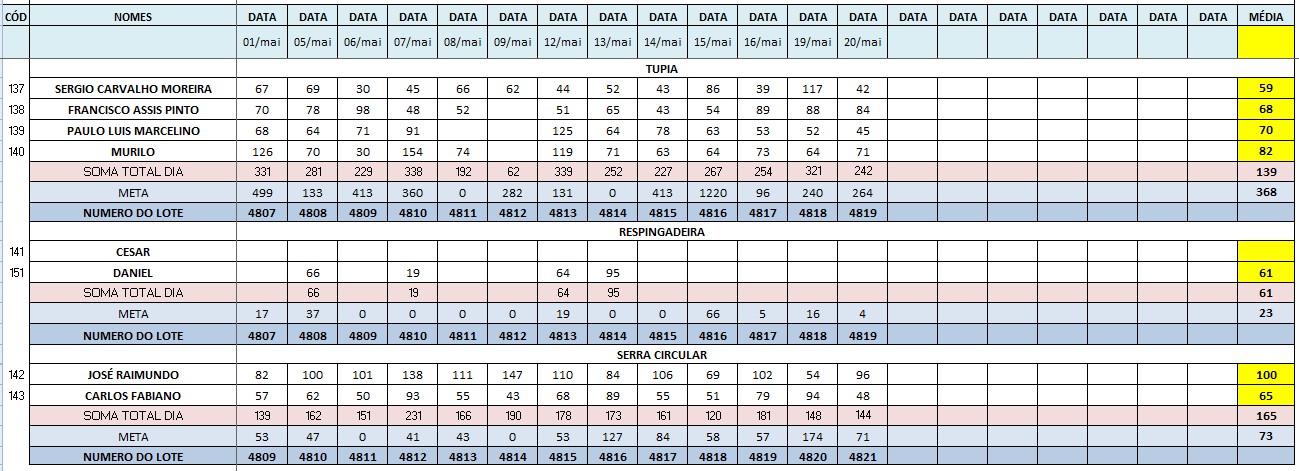 CÓD NOMES DATA DATA DATA DATA DATA DATA DATA DATA DATA DATA DATA DATA DATA DATA DATA DATA DATA DATA DATA DATA MÉDIA
01/mai 05/mai 06/mai 07/mai 08/mai 09/mai 12/mai 13/mai 14/mai 15/mai 16/mai 19/mai 20/mai
TUPIA
137 SERGIO CARVALHO MOREIRA 67 69 30 45 66 62 44 52 43 86 39 117 42 59
138 FRANCISCO ASSIS PINTO 70 78 98 48 52 51 65 43 54 89 88 84 68
139 PAULO LUIS MARCELINO 68 64 71 91 125 64 78 63 53 52 45 70
140 MURILO 126 70 30 154 74 119 71 63 64 73 64 71 82
SOMA TOTAL DIA 331 281 229 338 192 62 339 252 227 267 254 321 242 139
META 499 133 413 360 0 282 131 0 413 1220 96 240 264 368
NUMERO DO LOTE 4807 4808 4809 4810 4811 4812 4813 4814 4815 4816 4817 4818 4819
RESPINGADEIRA
141 CESAR
151 DANIEL 66 19 64 95 61
SOMA TOTAL DIA 66 19 64 95 61
META 17 37 0 0 0 0 19 0 0 66 5 16 4 23
NUMERO DO LOTE 4807 4808 4809 4810 4811 4812 4813 4814 4815 4816 4817 4818 4819
SERRA CIRCULAR
142 JOSÉ RAIMUNDO 82 100 101 138 111 147 110 84 106 69 102 54 96 100
143 CARLOS FABIANO 57 62 50 93 55 43 68 89 55 51 79 94 48 65
SOMA TOTAL DIA 139 162 151 231 166 190 178 173 161 120 181 148 144 165
META 53 47 0 41 43 0 53 127 84 58 57 174 71 73
NUMERO DO LOTE 4809 4810 4811 4812 4813 4814 4815 4816 4817 4818 4819 4820 4821